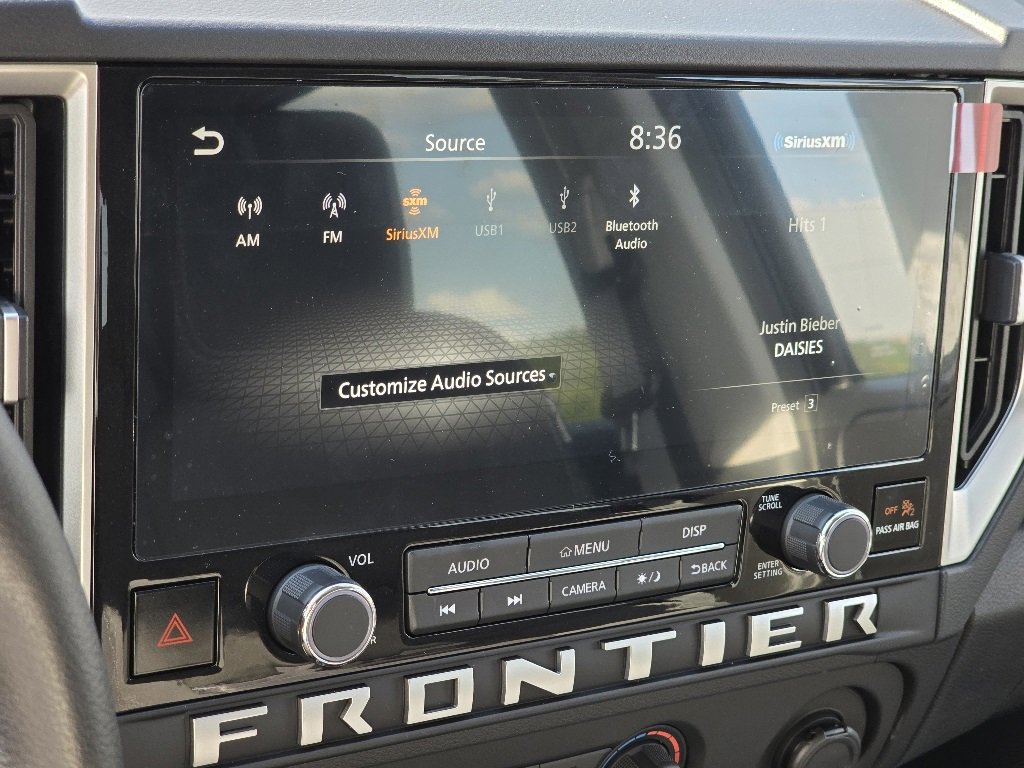 Source
8:36
SiriusXM
AM
FM
sxm
SiriusXM
USB1
USB2
Bluetooth
Audio
Hits 1
Justin Bieber
DAISIES
Customize Audio Sources
Preset 3
TUNE
SCROLL
OFF 2
PASS AIR BAG
VOL
AUDIO
MENU
DISP
CAMERA
BACK
ENTER
SETTING
FRONTIER